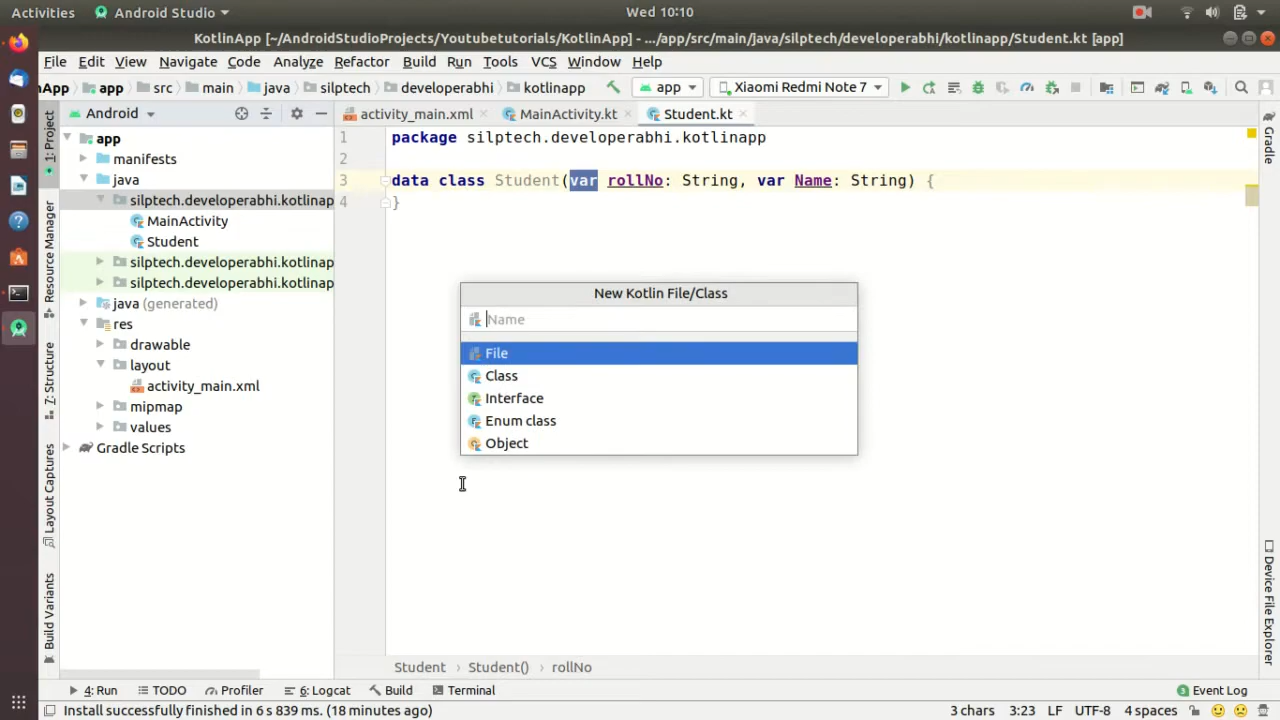 Activities
Android Studio
Wed 10:10
KotlinApp [~/AndroidStudioProjects/Youtubetutorials/KotlinApp] - .../app/src/main/java/silptech/developerabhi/kotlinapp/Student.kt [app]
File Edit View Navigate Code Analyze Refactor Build Run Tools VCS Window Help
nApp app src main java silptech developerabhi kotlinapp app Xiaomi Redmi Note 7
Android
activity_main.xml MainActivity.kt Student.kt
1: Project
Resource Manager
7: Structure
Layout Captures
Build Variants
app
manifests
java
silptech.developerabhi.kotlinap
MainActivity
Student
silptech.developerabhi.kotlinap
silptech.developerabhi.kotlinap
java (generated)
res
drawable
layout
activity_main.xml
mipmap
values
Gradle Scripts
1 package silptech.developerabhi.kotlinapp
2
3 data class Student(var rollNo: String, var Name: String) {
4 }
New Kotlin File/Class
Name
File
Class
Interface
Enum class
Object
Gradle
Device File Explorer
Student Student() rollNo
4: Run TODO Profiler 6: Logcat Build Terminal
3 Event Log
Install successfully finished in 6 s 839 ms. (18 minutes ago)
3 chars 3:23 LF UTF-8 4 spaces